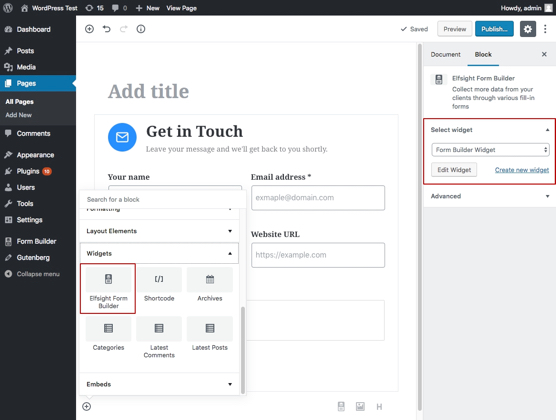 WordPress Test 15 0 New View Page Howdy, admin
Dashboard
Posts
Media
Pages
All Pages
Add New
Comments
Appearance
Plugins 10
Users
Tools
Settings
Form Builder
Gutenberg
Collapse menu
Saved Preview Publish...
Add title
Get in Touch
Leave your message and we'll get back to you shortly.
Your name
Email address *
exmaple@domain.com
Website URL
https://example.com
Search for a block
Formatting
Layout Elements
Widgets
Elfsight Form
Builder
[/]
Shortcode
Archives
Categories
Latest
Comments
Latest Posts
Embeds
H
Document Block
Elfsight Form Builder
Collect more data from your
clients through various fill-in
forms
Select widget
Form Builder Widget
Edit Widget Create new widget
Advanced